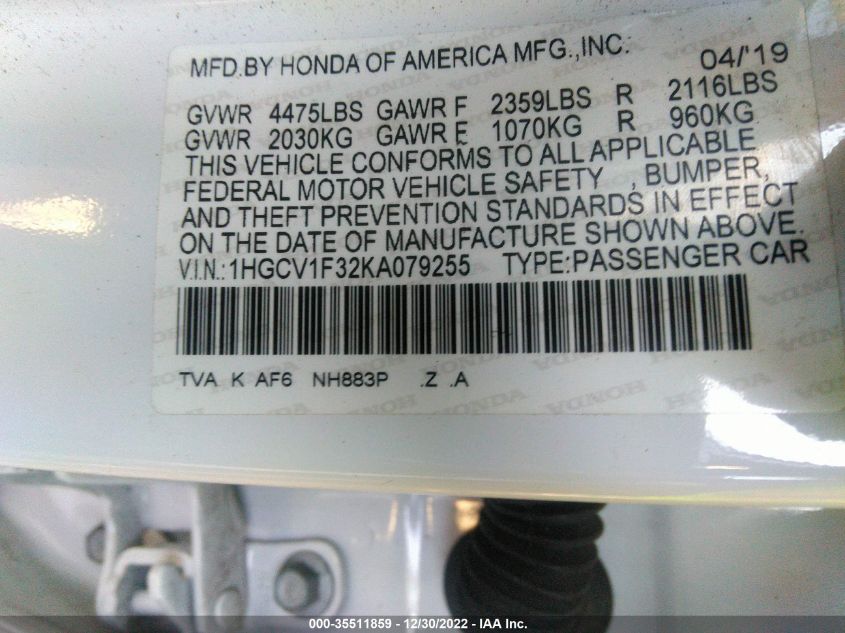 MFD.BY HONDA OF AMERICA MFG.,INC. 04/'19
GVWR 4475LBS GAWR F 2359LBS R 2116LBS
GVWR 2030KG GAWR F 1070KG R 960KG
THIS VEHICLE CONFORMS TO ALL APPLICABLE
FEDERAL MOTOR VEHICLE SAFETY , BUMPER,
AND THEFT PREVENTION STANDARDS IN EFFECT
ON THE DATE OF MANUFACTURE SHOWN ABOVE.
V.I.N.:1HGCV1F32KA079255 TYPE:PASSENGER CAR
TVA K AF6 NH883P .Z .A
000-35511859 - 12/30/2022 - IAA Inc.